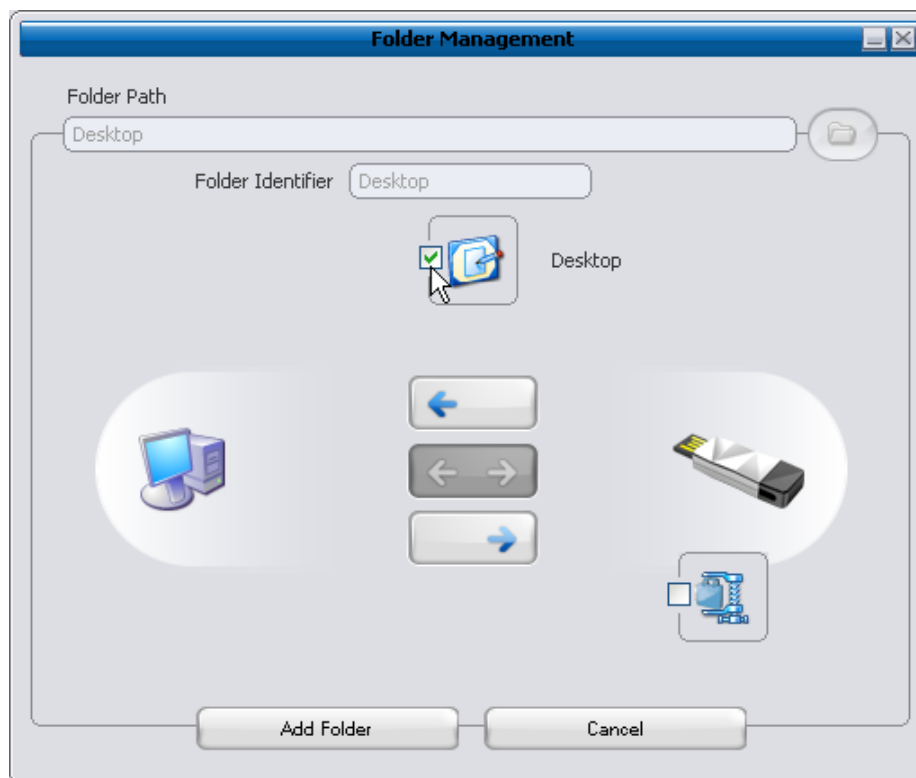 Folder Management
Folder Path
Desktop
Folder Identifier Desktop
Desktop
Add Folder Cancel